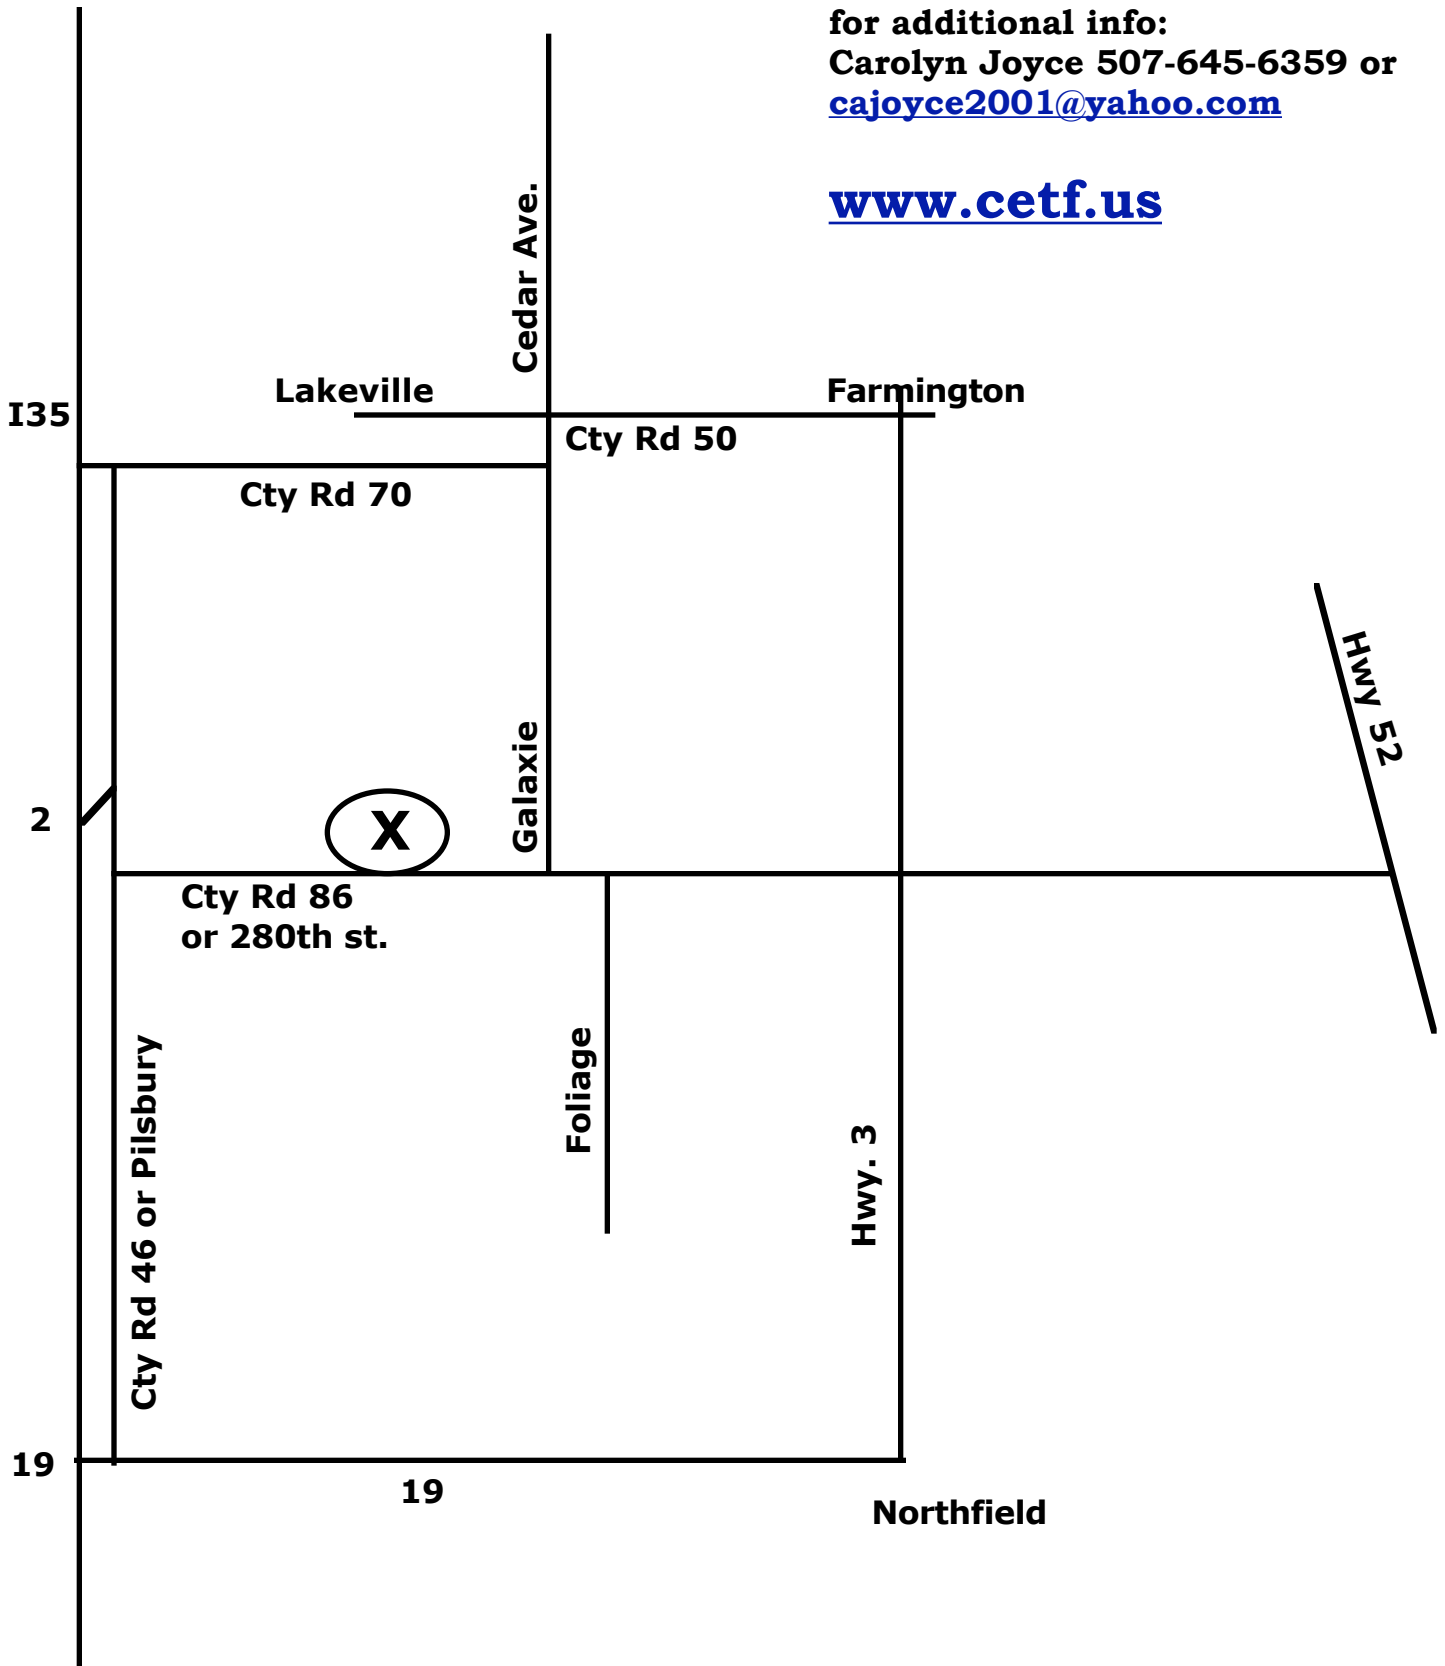 for additional info:
Carolyn Joyce 507-645-6359 or
cajoyce2001@yahoo.com
www.cetf.us
Cedar Ave.
Lakeville
Farmington
I35
Cty Rd 50
Cty Rd 70
Hwy 52
Galaxie
2
X
Cty Rd 86
or 280th st.
Cty Rd 46 or Pilsbury
Foliage
Hwy. 3
19
19
Northfield